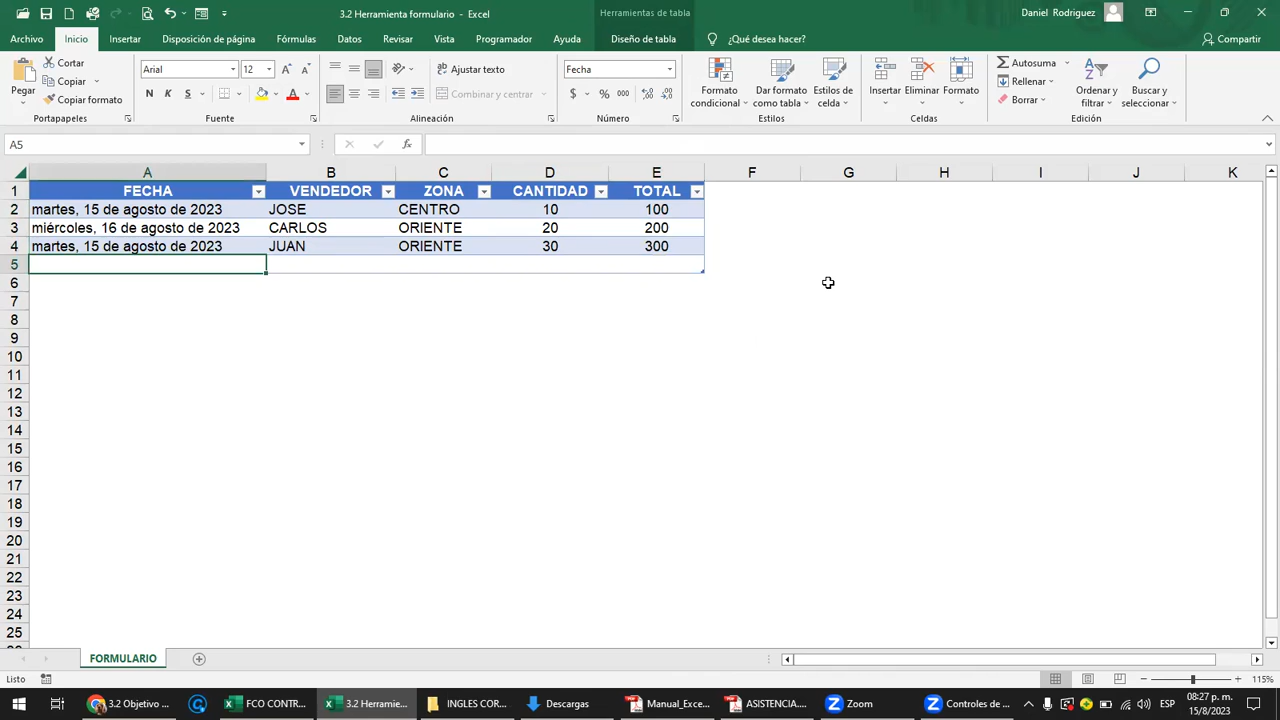 3.2 Herramienta formulario - Excel
Herramientas de tabla
Daniel Rodriguez
Archivo Inicio Insertar Disposición de página Fórmulas Datos Revisar Vista Programador Ayuda Diseño de tabla ¿Qué desea hacer? Compartir
Pegar
Cortar
Copiar
Copiar formato
Portapapeles
Arial 12
N K S
Fuente
Ajustar texto
Combinar y centrar
Alineación
Fecha
$ % 000
Número
Formato condicional
Dar formato como tabla
Estilos de celda
Estilos
Insertar Eliminar Formato
Celdas
Autosuma
Rellenar
Borrar
Ordenar y filtrar
Buscar y seleccionar
Edición
A5
A B C D E F G H I J K
1 FECHA VENDEDOR ZONA CANTIDAD TOTAL
2 martes, 15 de agosto de 2023 JOSE CENTRO 10 100
3 miércoles, 16 de agosto de 2023 CARLOS ORIENTE 20 200
4 martes, 15 de agosto de 2023 JUAN ORIENTE 30 300
5
6
7
8
9
10
11
12
13
14
15
16
17
18
19
20
21
22
23
24
25
FORMULARIO
Listo
115%
3.2 Objetivo ...
FCO CONTR...
3.2 Herramie...
INGLES COR...
Descargas
Manual_Exce...
ASISTENCIA....
Zoom
Controles de ...
ESP
08:27 p. m.
15/8/2023